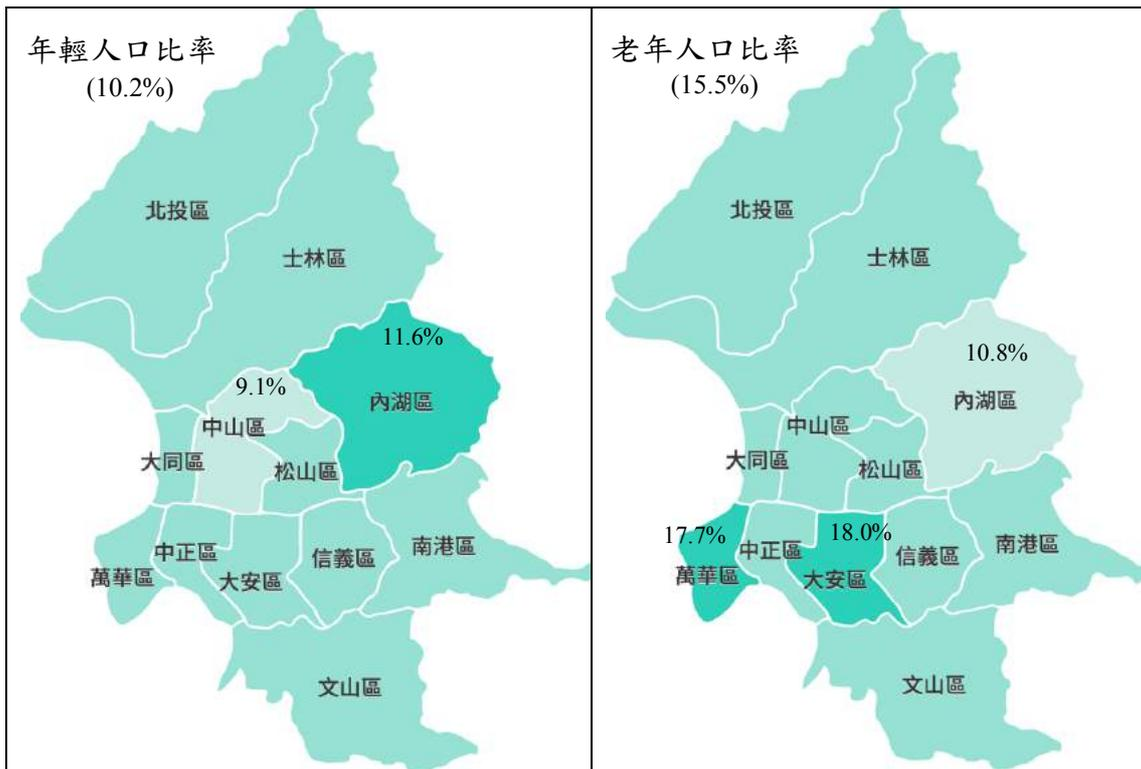 年輕人口比率
(10.2%)
北投區
士林區
11.6%
9.1%
內湖區
中山區
大同區
松山區
中正區
信義區
南港區
萬華區
大安區
文山區
老年人口比率
(15.5%)
北投區
士林區
10.8%
內湖區
中山區
大同區
松山區
17.7%
18.0%
中正區
信義區
南港區
萬華區
大安區
文山區